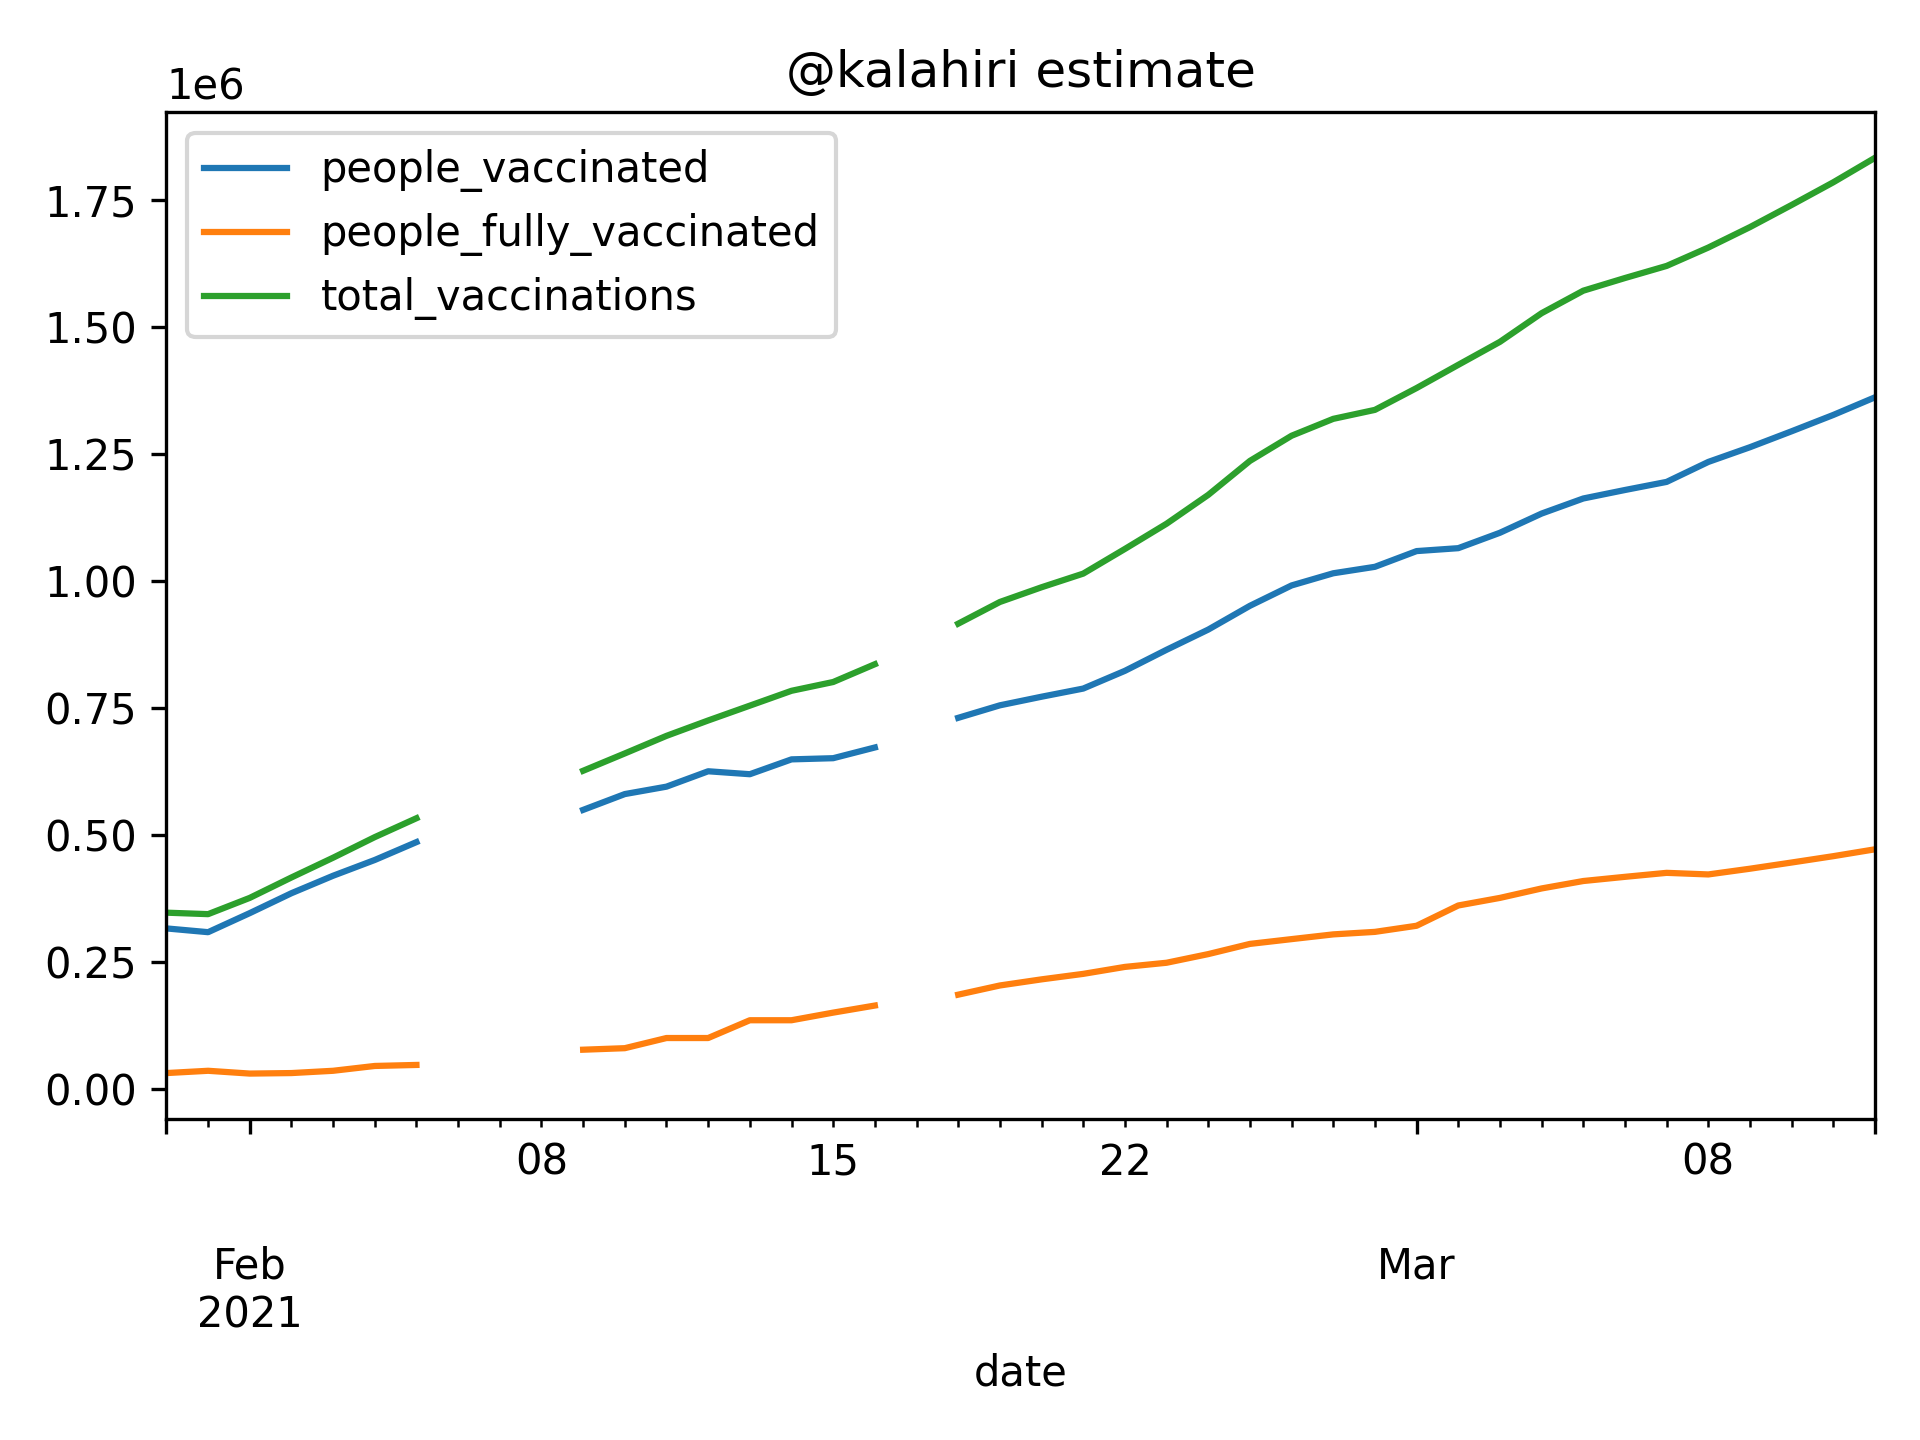 @kalahiri estimate
1e6
people_vaccinated
people_fully_vaccinated
total_vaccinations
1.75
1.50
1.25
1.00
0.75
0.50
0.25
0.00
08 15 22 08
Feb Mar
2021
date